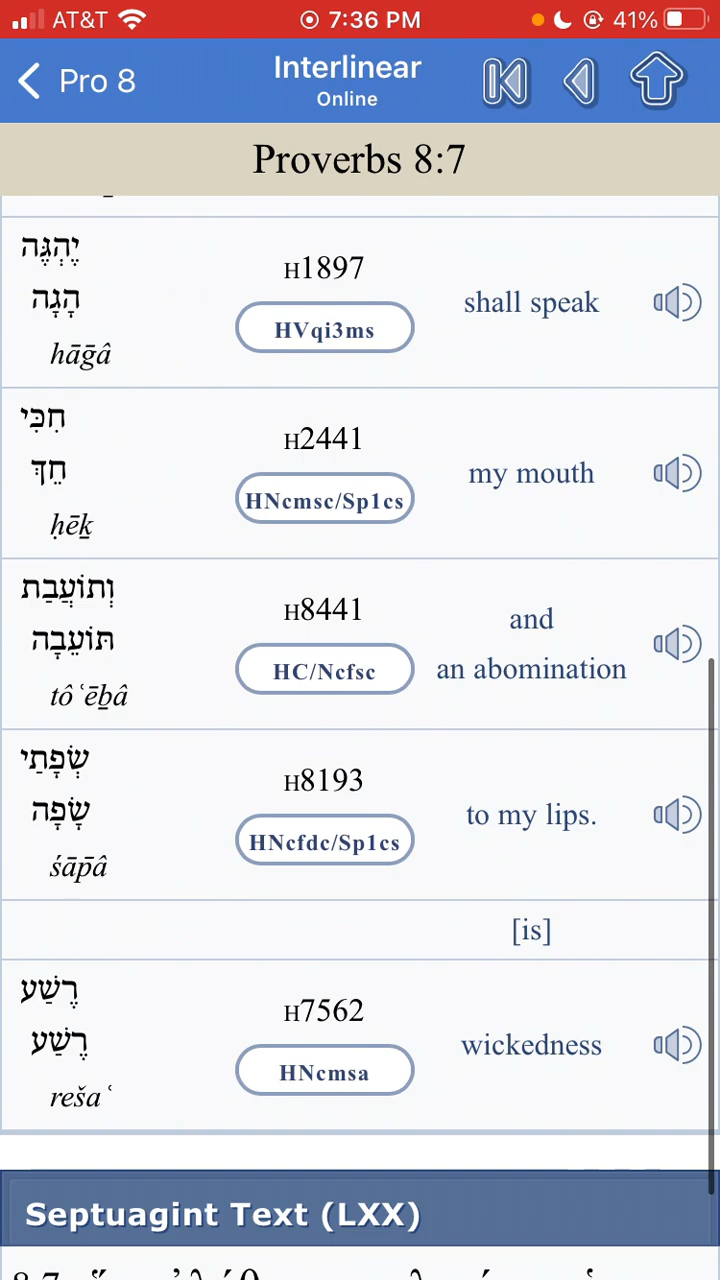 AT&T 7:36 PM 41%
Pro 8 Interlinear
Online
Proverbs 8:7
יֶהְגֶּה
הָגָה
hāḡâ
H1897
HVqi3ms
shall speak
חִכִּי
חֵךְ
ḥēḵ
H2441
HNcmsc/Sp1cs
my mouth
וְתוֹעֲבַת
תּוֹעֵבָה
tôʿēḇâ
H8441
HC/Ncfsc
and
an abomination
שְׂפָתַי
שָׂפָה
śāp̄â
H8193
HNcfdc/Sp1cs
to my lips.
[is]
רֶשַׁע
רֶשַׁע
rešaʿ
H7562
HNcmsa
wickedness
Septuagint Text (LXX)